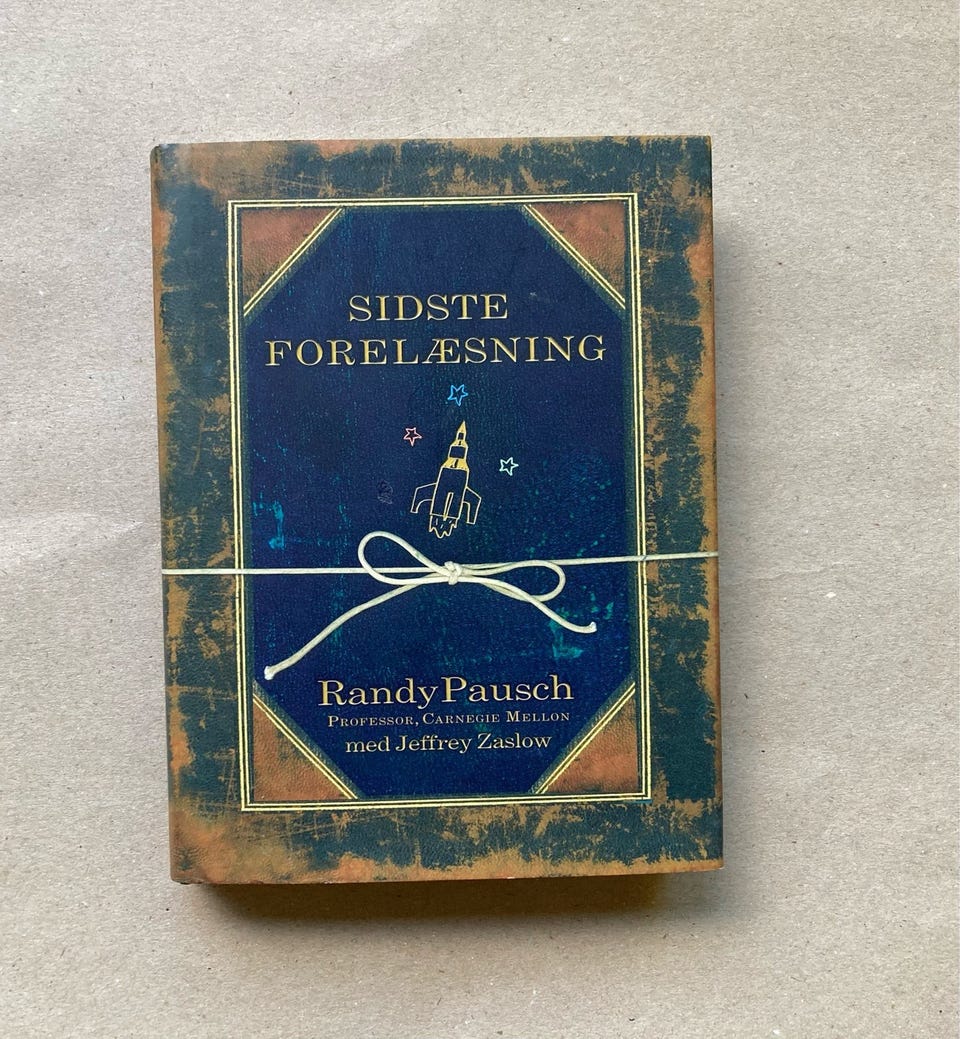 SIDSTE
FORELÆSNING
Randy Pausch
PROFESSOR, CARNEGIE MELLON
med Jeffrey Zaslow